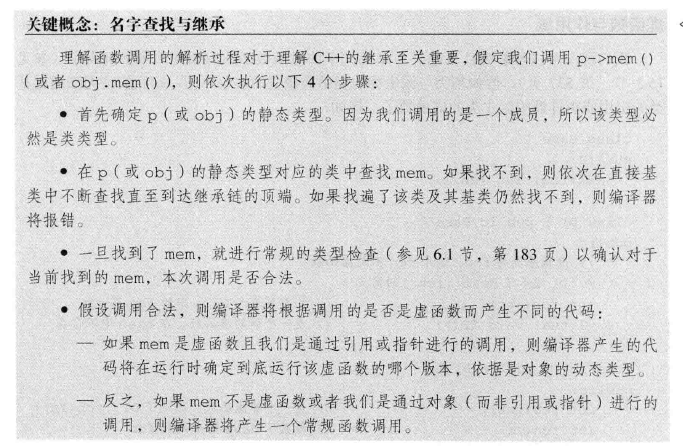 关键概念：名字查找与继承
理解函数调用的解析过程对于理解 C++的继承至关重要，假定我们调用 p->mem()
（或者 obj.mem()），则依次执行以下 4 个步骤：
● 首先确定 p（或 obj）的静态类型。因为我们调用的是一个成员，所以该类型必
然是类类型。
● 在 p（或 obj）的静态类型对应的类中查找 mem。如果找不到，则依次在直接基
类中不断查找直至到达继承链的顶端。如果找遍了该类及其基类仍然找不到，则编译器
将报错。
● 一旦找到了 mem，就进行常规的类型检查（参见 6.1 节，第 183 页）以确认对于
当前找到的 mem，本次调用是否合法。
● 假设调用合法，则编译器将根据调用的是否是虚函数而产生不同的代码：
— 如果 mem 是虚函数且我们是通过引用或指针进行的调用，则编译器产生的代
码将在运行时确定到底运行该虚函数的哪个版本，依据是对象的动态类型。
— 反之，如果 mem 不是虚函数或者我们是通过对象（而非引用或指针）进行的
调用，则编译器将产生一个常规函数调用。